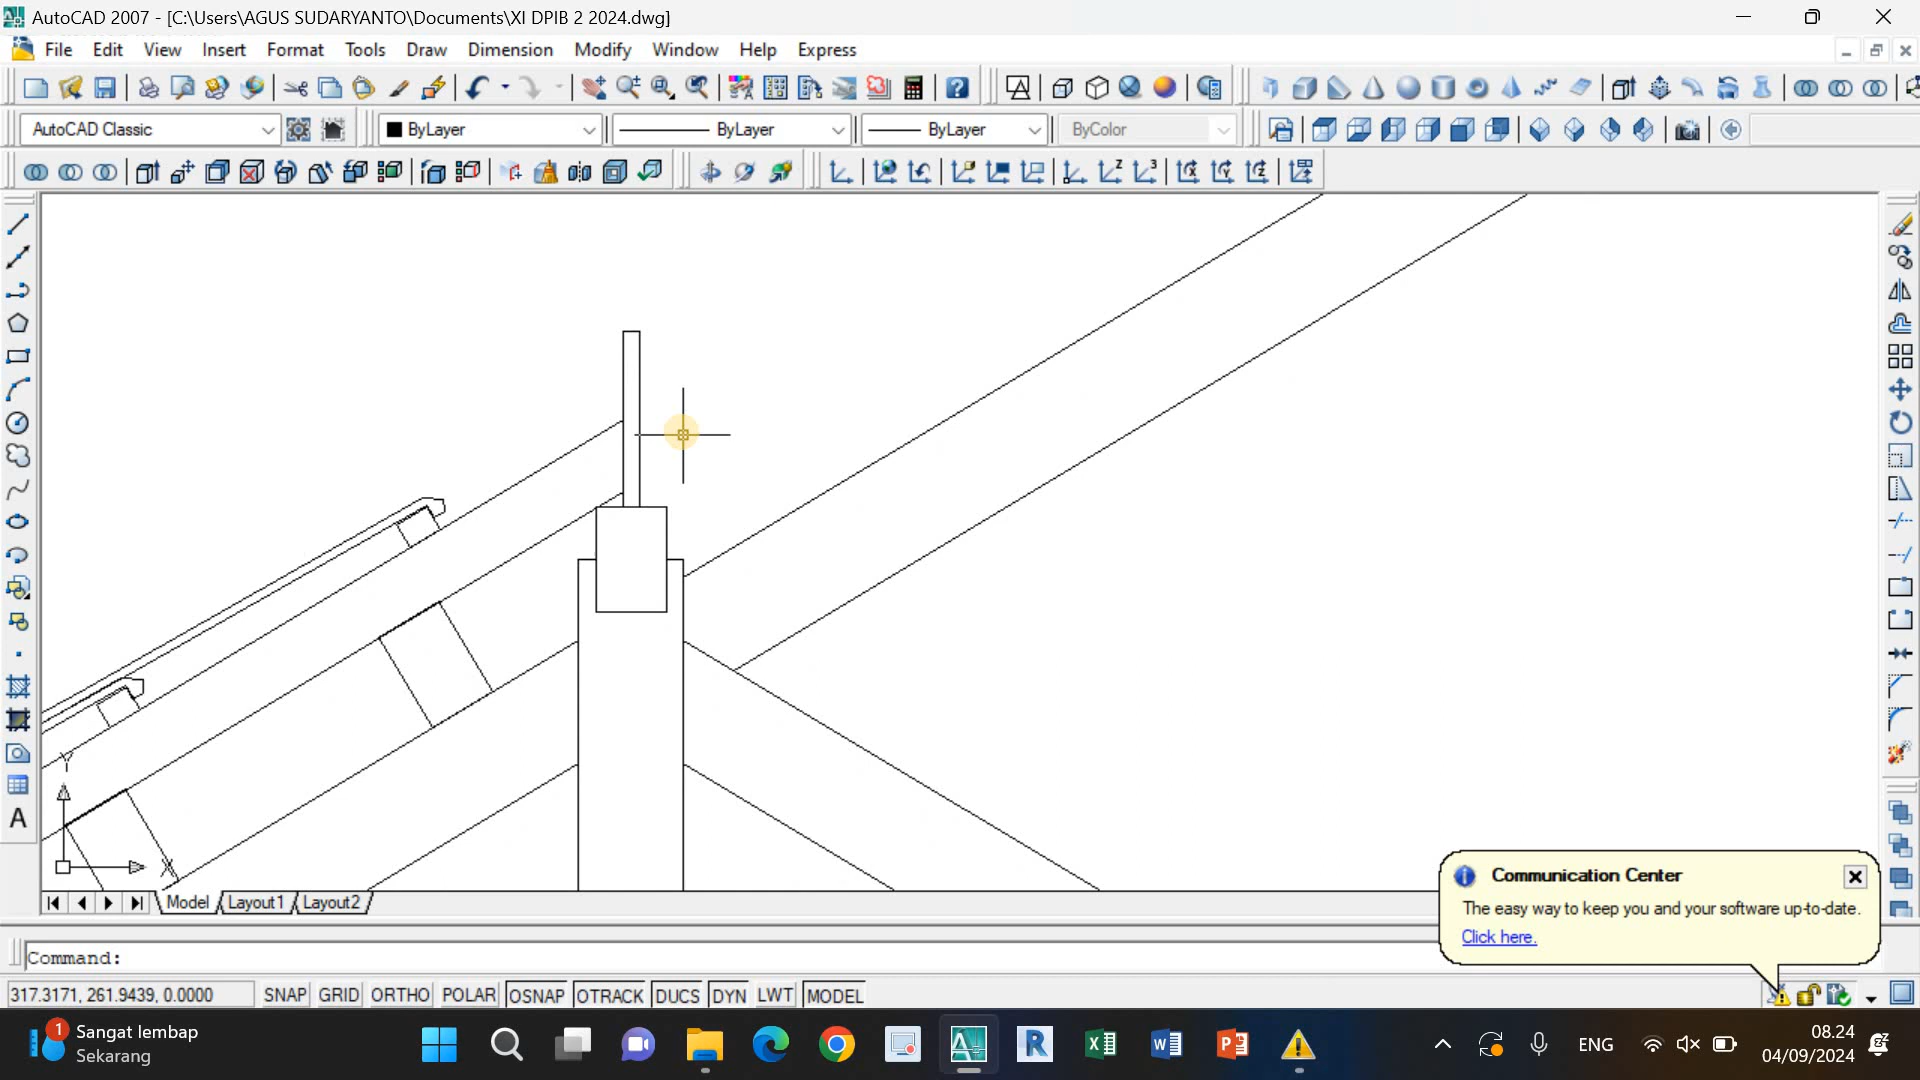 AutoCAD 2007 - [C:\Users\AGUS SUDARYANTO\Documents\XI DPIB 2 2024.dwg]
File Edit View Insert Format Tools Draw Dimension Modify Window Help Express
AutoCAD Classic ByLayer ByLayer ByLayer ByColor
A
Y
X
Model Layout1 Layout2
Communication Center
The easy way to keep you and your software up-to-date.
Click here.
Command:
317.3171, 261.9439, 0.0000 SNAP GRID ORTHO POLAR OSNAP OTRACK DUCS DYN LWT MODEL
1
Sangat lembap
Sekarang
ENG
08.24
04/09/2024